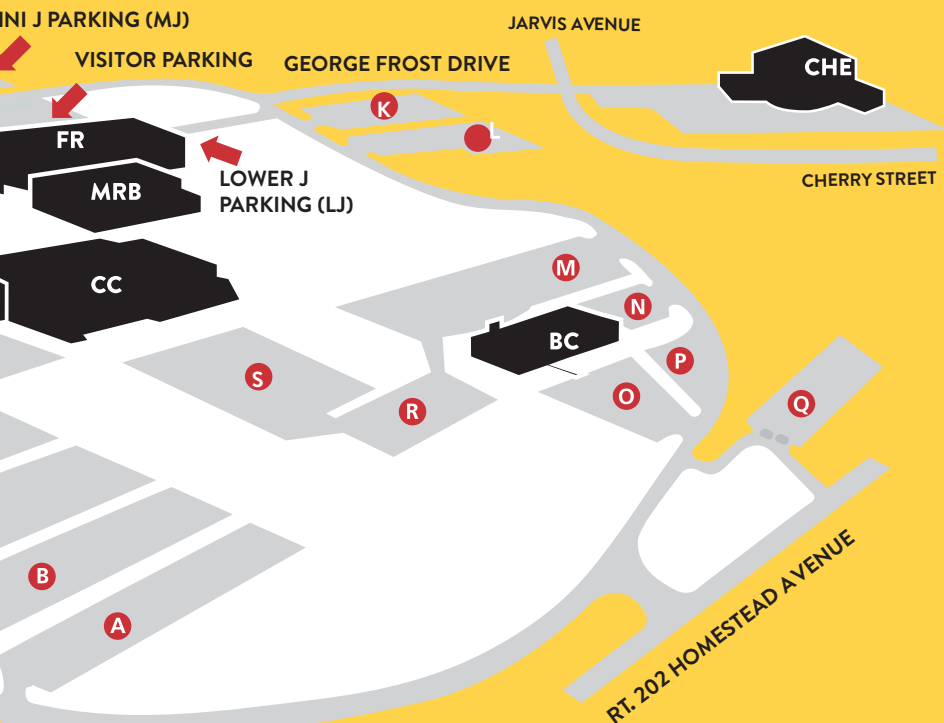 INI J PARKING (MJ)
JARVIS AVENUE
VISITOR PARKING
GEORGE FROST DRIVE
CHE
K
L
FR
LOWER J
PARKING (LJ)
CHERRY STREET
MRB
M
CC
N
BC
P
S
O
Q
R
B
A
RT. 202 HOMESTEAD AVENUE